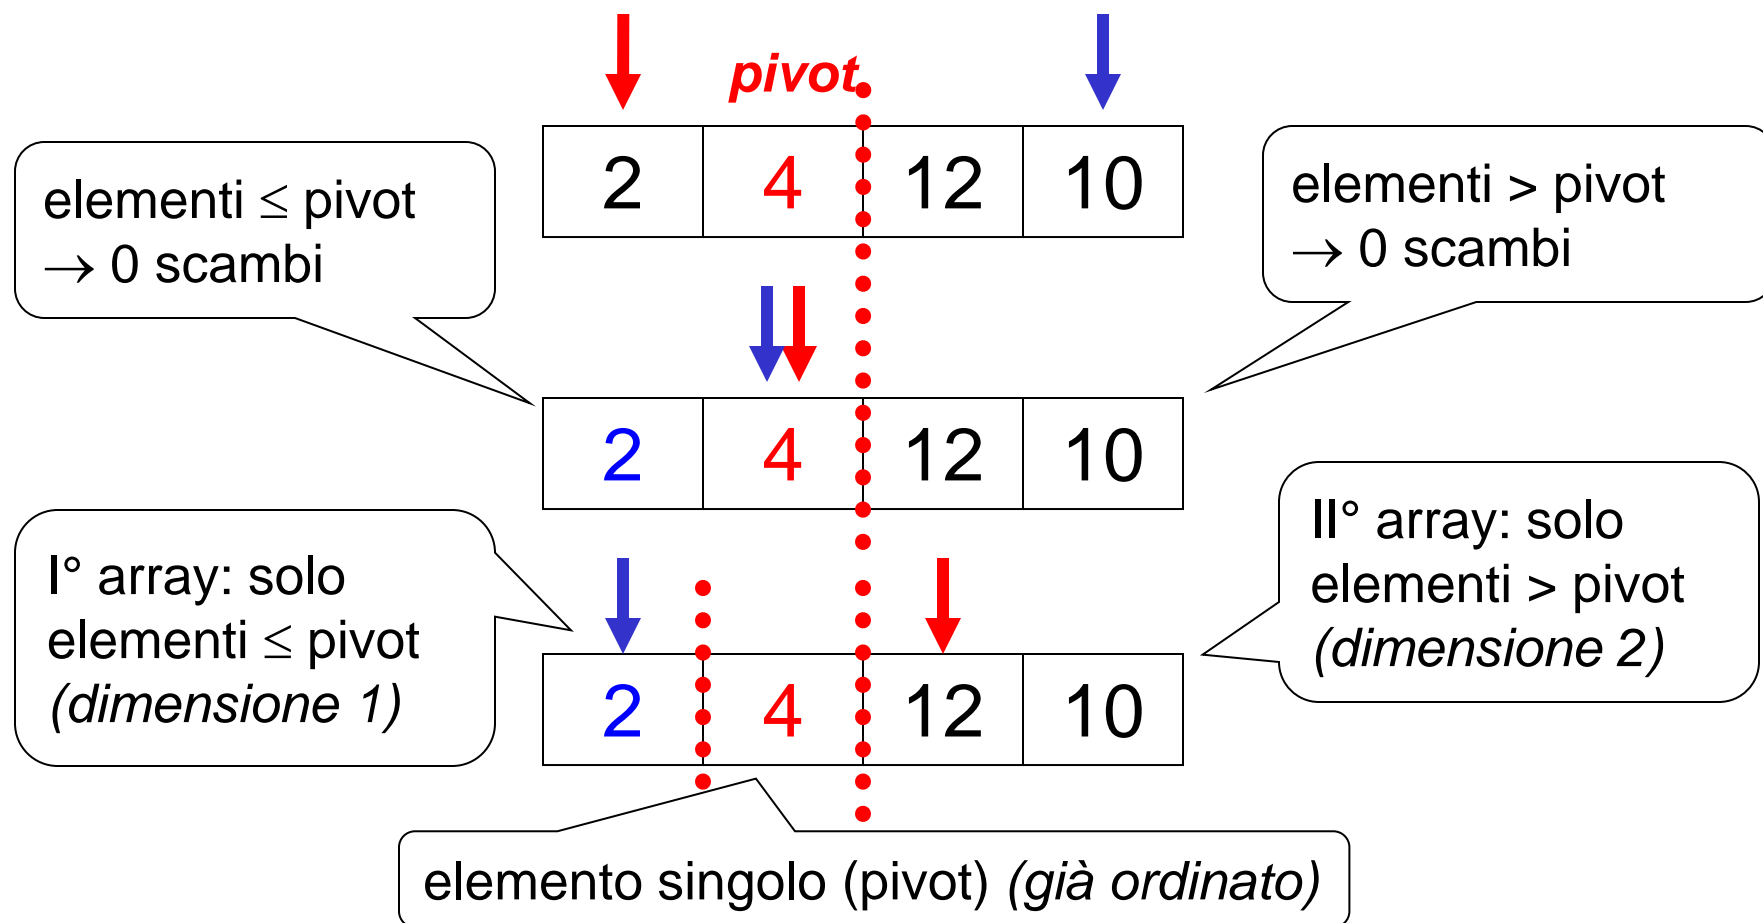 pivot
2 4 12 10
elementi ≤ pivot
→ 0 scambi
elementi > pivot
→ 0 scambi
2 4 12 10
I° array: solo
elementi ≤ pivot
(dimensione 1)
II° array: solo
elementi > pivot
(dimensione 2)
2 4 12 10
elemento singolo (pivot) (già ordinato)